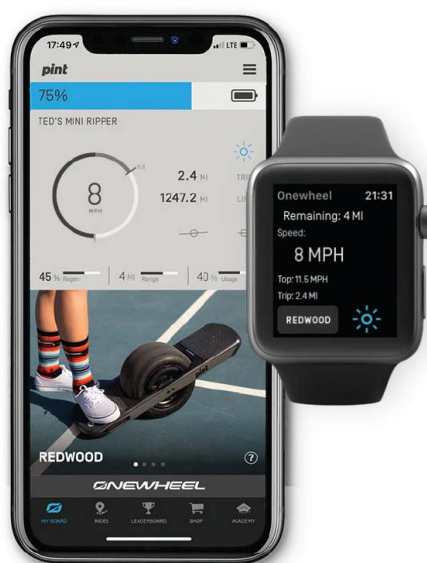 17:49
LTE
pint
75%
TED'S MINI RIPPER
8
MPH
2.4 MI
1247.2 MI
45% Regen
4 MI Range
40% Usage
pint
REDWOOD
?
ONEWHEEL
MY BOARD
RIDES
LEADERBOARD
SHOP
ACADEMY
Onewheel 21:31
Remaining: 4 MI
Speed:
8 MPH
Top: 11.5 MPH
Trip: 2.4 MI
REDWOOD